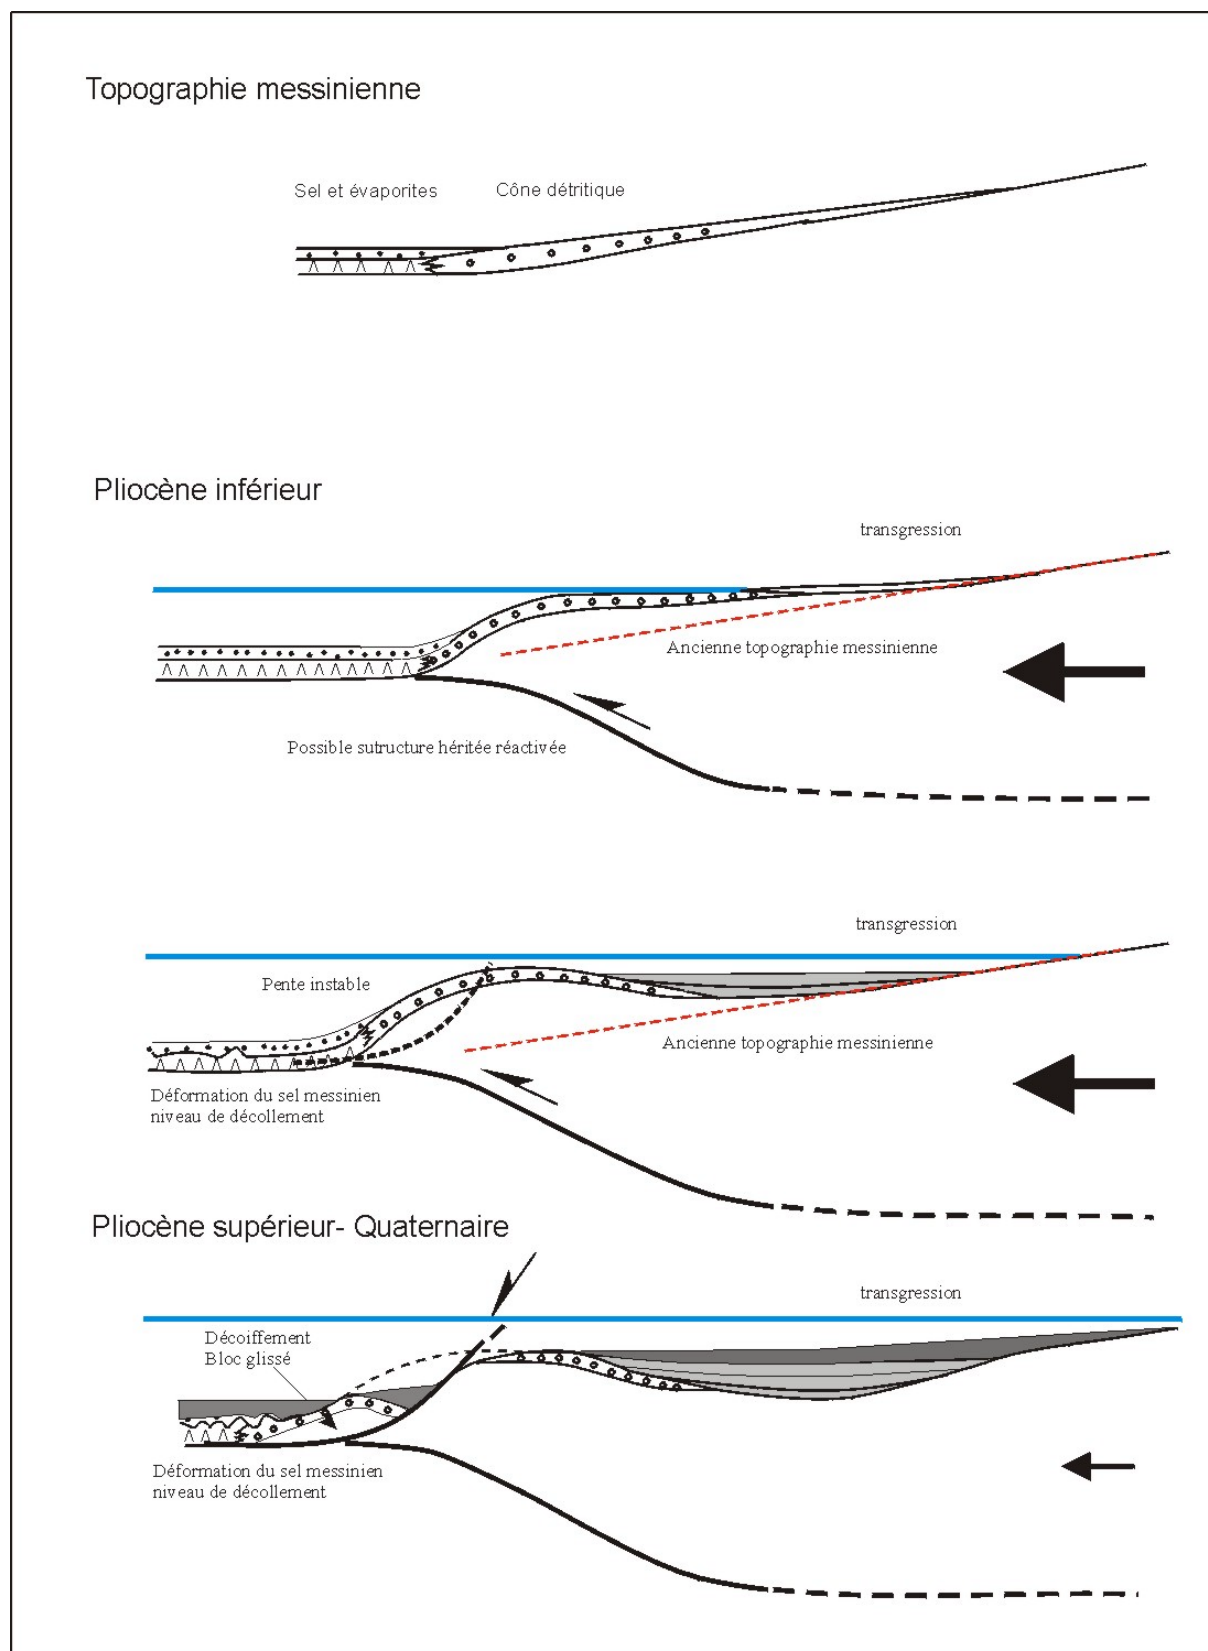 Topographie messinienne
Sel et évaporites
Cône détritique
Pliocène inférieur
transgression
Ancienne topographie messinienne
Possible sutructure héritée réactivée
transgression
Pente instable
Ancienne topographie messinienne
Déformation du sel messinien
niveau de décollement
Pliocène supérieur- Quaternaire
transgression
Décoiffement
Bloc glissé
Déformation du sel messinien
niveau de décollement